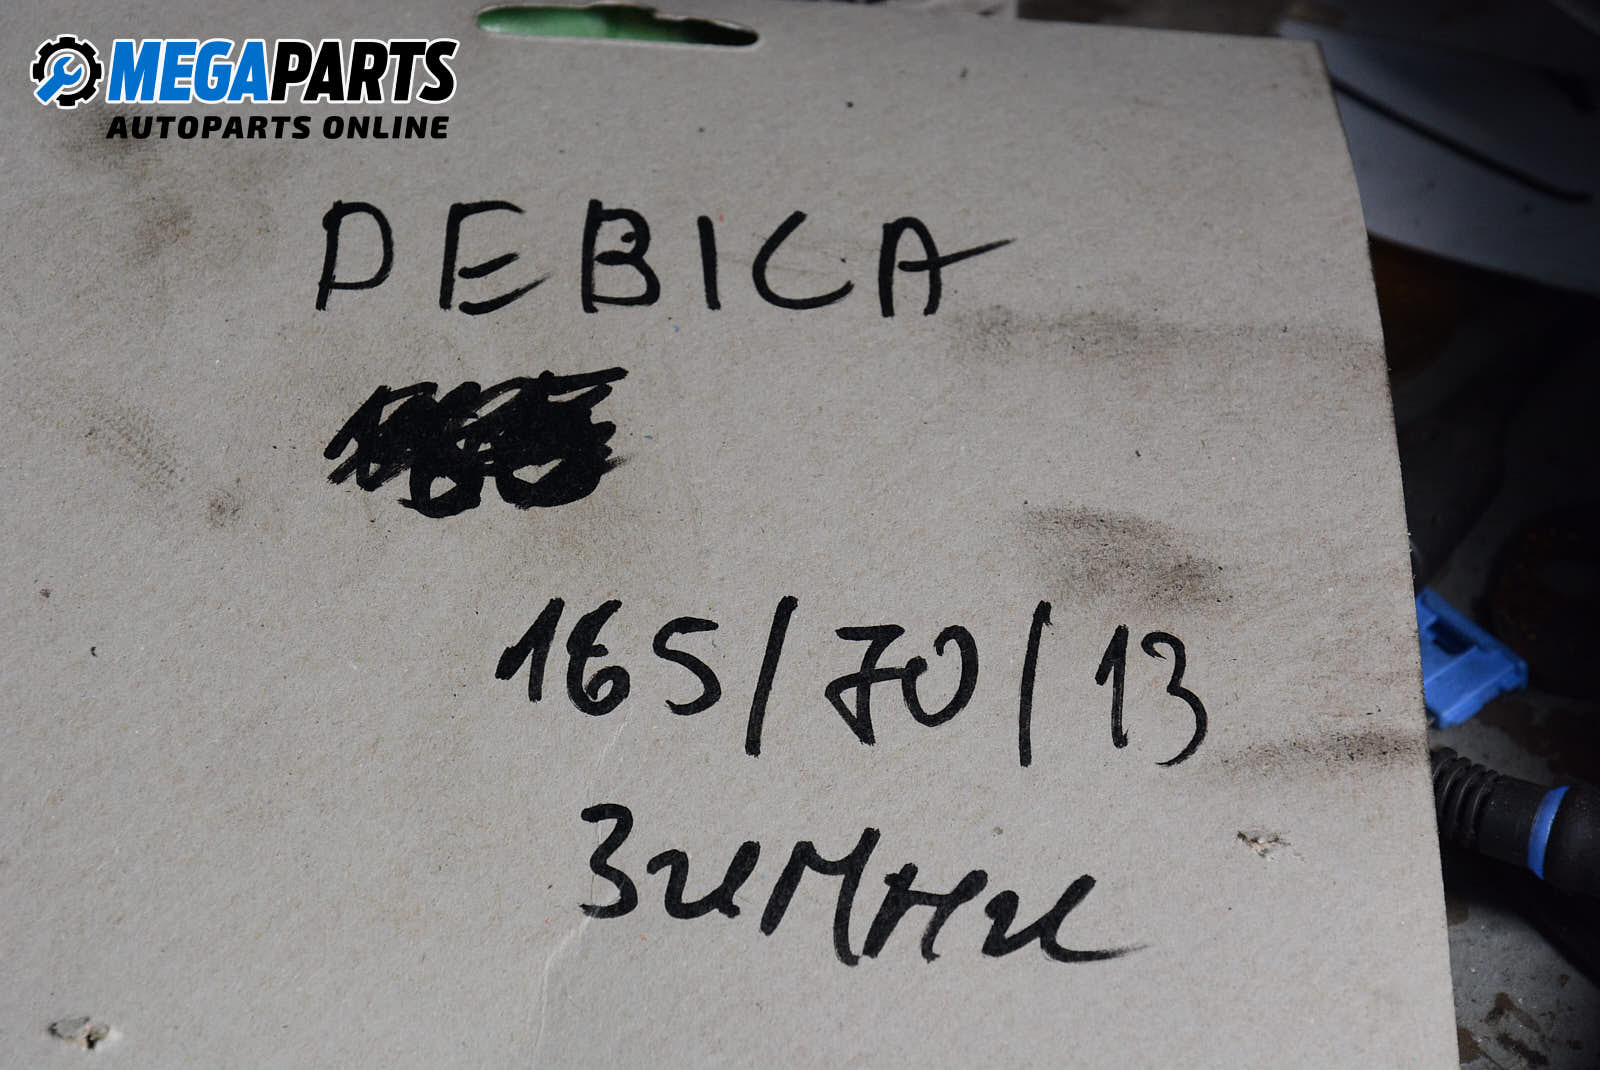 MEGAPARTS
AUTOPARTS ONLINE
DEBICA
165/70/13
Зимни